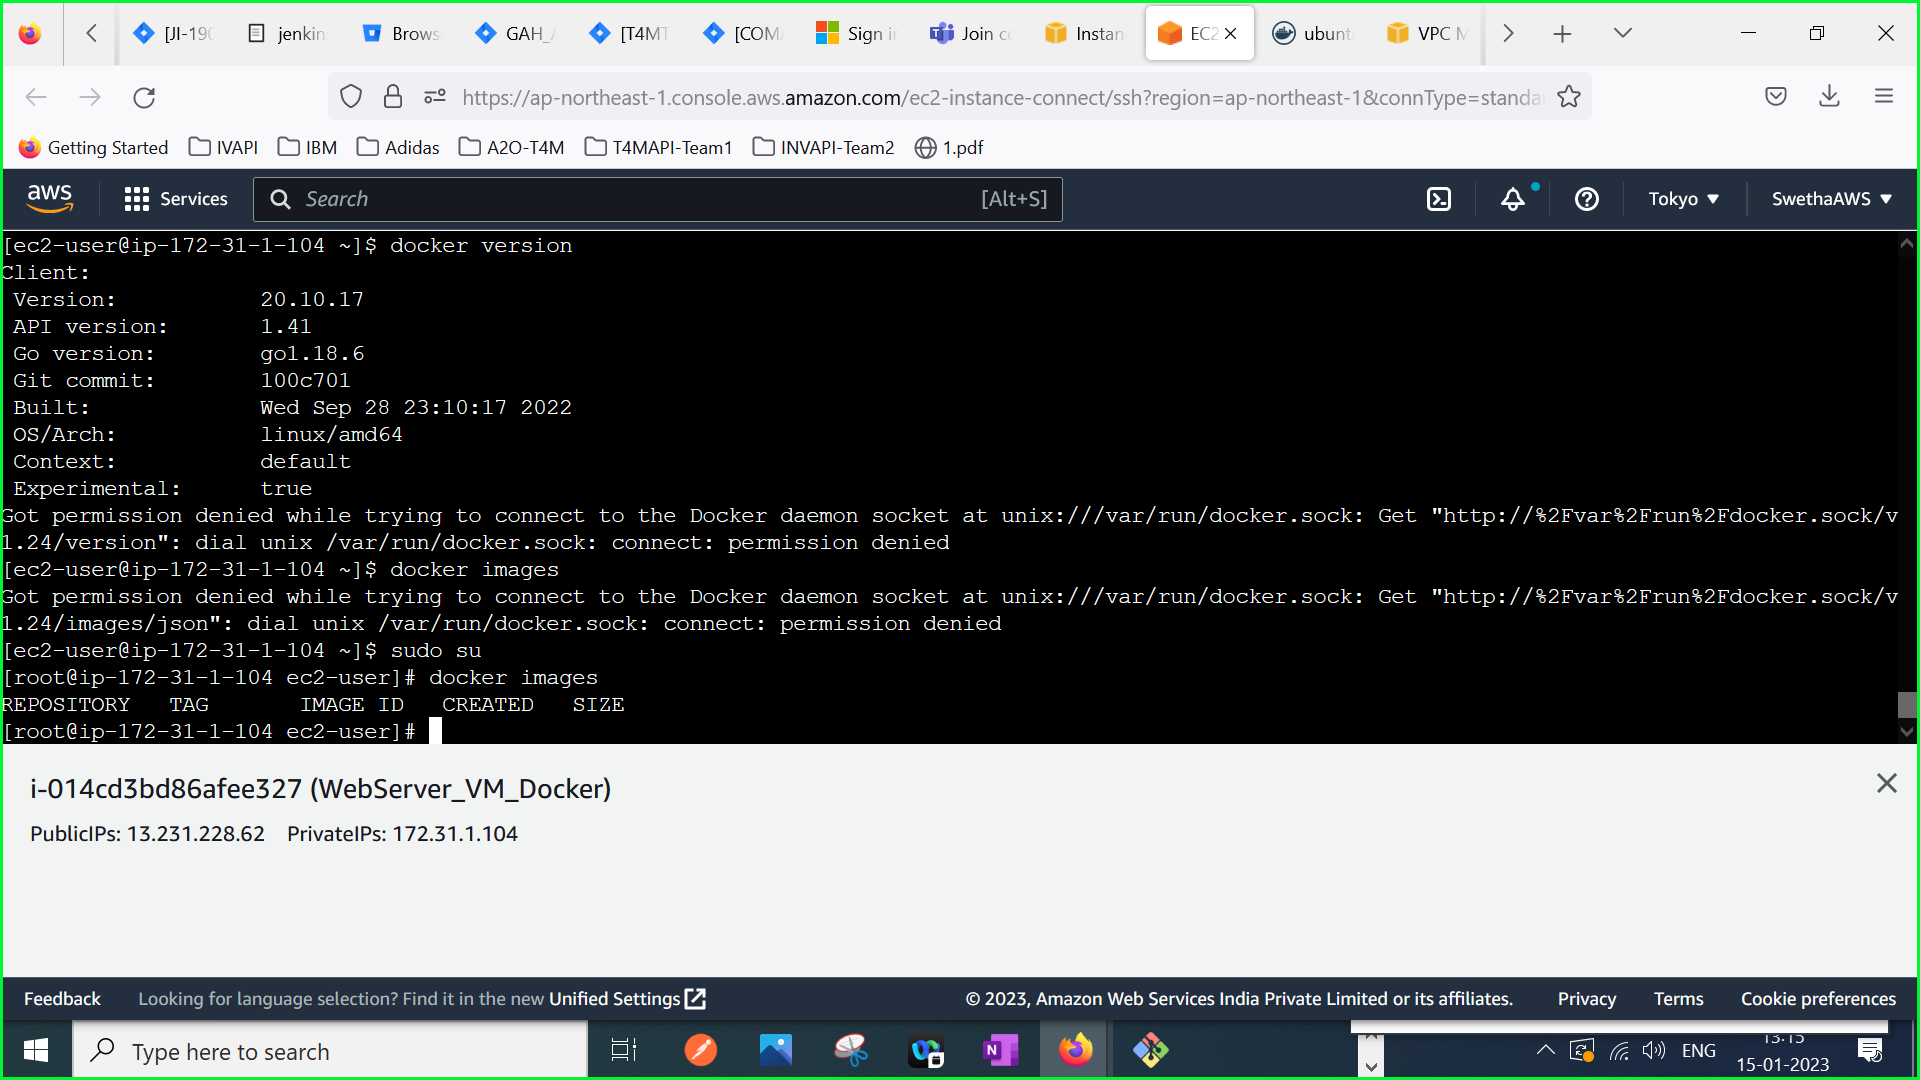 [JI-190
jenkin
Brows
GAH_
[T4MT
[COM
Sign i
Join c
Instan
EC2
ubunt
VPC M
https://ap-northeast-1.console.aws.amazon.com/ec2-instance-connect/ssh?region=ap-northeast-1&connType=standa
Getting Started
IVAPI
IBM
Adidas
A2O-T4M
T4MAPI-Team1
INVAPI-Team2
1.pdf
aws
Services
Search
[Alt+S]
Tokyo
SwethaAWS
[ec2-user@ip-172-31-1-104 ~]$ docker version
Client:
Version: 20.10.17
API version: 1.41
Go version: go1.18.6
Git commit: 100c701
Built: Wed Sep 28 23:10:17 2022
OS/Arch: linux/amd64
Context: default
Experimental: true
Got permission denied while trying to connect to the Docker daemon socket at unix:///var/run/docker.sock: Get "http://%2Fvar%2Frun%2Fdocker.sock/v
1.24/version": dial unix /var/run/docker.sock: connect: permission denied
[ec2-user@ip-172-31-1-104 ~]$ docker images
Got permission denied while trying to connect to the Docker daemon socket at unix:///var/run/docker.sock: Get "http://%2Fvar%2Frun%2Fdocker.sock/v
1.24/images/json": dial unix /var/run/docker.sock: connect: permission denied
[ec2-user@ip-172-31-1-104 ~]$ sudo su
[root@ip-172-31-1-104 ec2-user]# docker images
REPOSITORY TAG IMAGE ID CREATED SIZE
[root@ip-172-31-1-104 ec2-user]#
i-014cd3bd86afee327 (WebServer_VM_Docker)
PublicIPs: 13.231.228.62 PrivateIPs: 172.31.1.104
Feedback
Looking for language selection? Find it in the new Unified Settings
© 2023, Amazon Web Services India Private Limited or its affiliates.
Privacy
Terms
Cookie preferences
Type here to search
N
ENG
13:15
15-01-2023